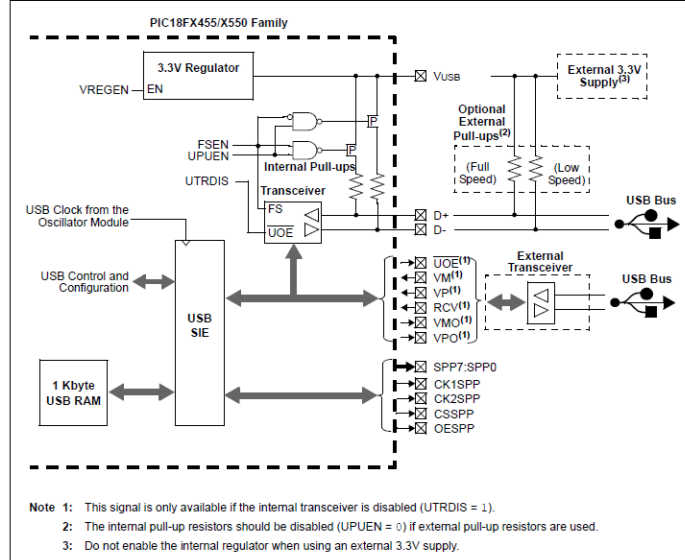 PIC18FX455/X550 Family
3.3V Regulator
VREGEN
EN
VUSB
External 3.3V
Supply(3)
Optional
External
Pull-ups(2)
P
FSEN
UPUEN
P
Internal Pull-ups
(Full
Speed)
(Low
Speed)
UTRDIS
Transceiver
FS
UOE
USB Bus
D+
D-
USB Clock from the
Oscillator Module
USB Control and
Configuration
USB
SIE
UOE(1)
VM(1)
VP(1)
RCV(1)
VMO(1)
VPO(1)
External
Transceiver
USB Bus
1 Kbyte
USB RAM
SPP7:SPP0
CK1SPP
CK2SPP
CSSPP
OESPP
Note 1: This signal is only available if the internal transceiver is disabled (UTRDIS = 1).
2: The internal pull-up resistors should be disabled (UPUEN = 0) if external pull-up resistors are used.
3: Do not enable the internal regulator when using an external 3.3V supply.